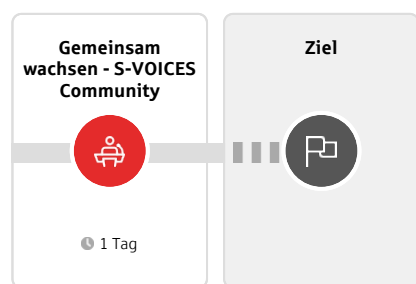 Gemeinsam
wachsen - S-VOICES
Community
1 Tag
Ziel